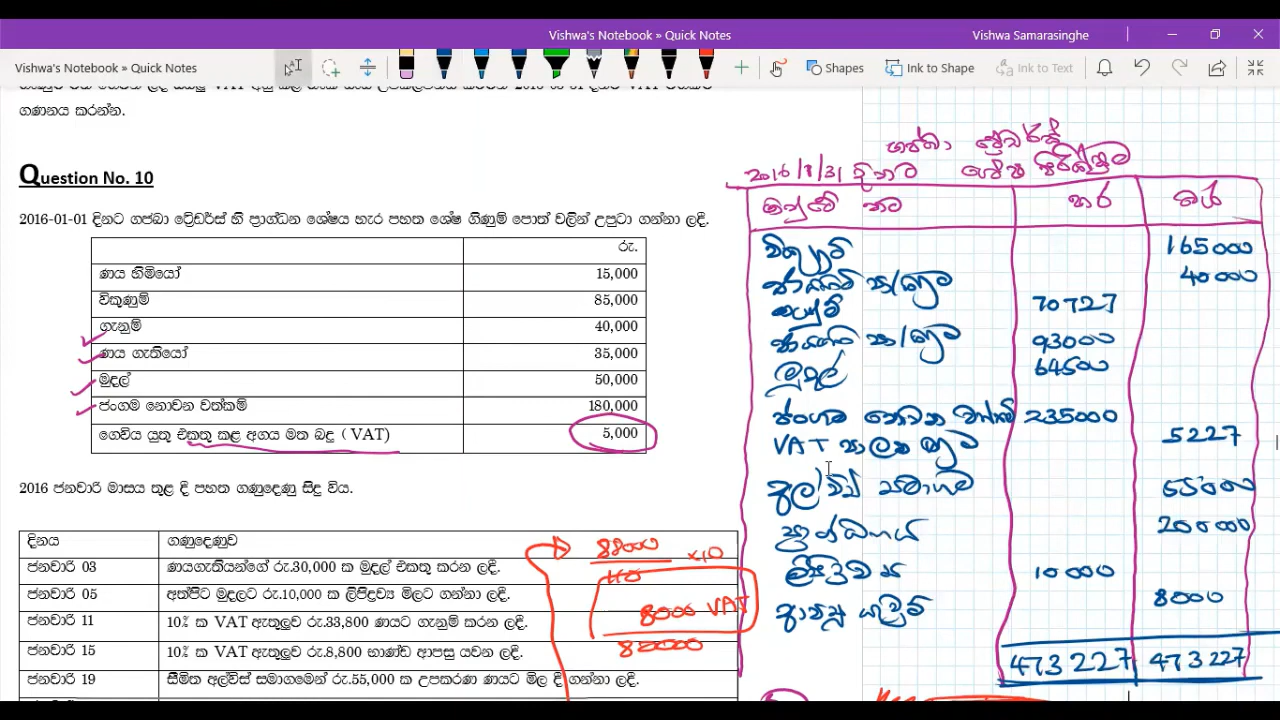 Vishwa's Notebook » Quick Notes
Vishwa Samarasinghe
Vishwa's Notebook » Quick Notes
Shapes
Ink to Shape
Ink to Text
ගණනය කරන්න.
Question No. 10
2016-01-01 දිනට ගජබා ට්‍රේඩර්ස් හි ප්‍රාග්ධන ශේෂය හැර පහත ශේෂ ගිණුම් පොත් වලින් උපුටා ගන්නා ලදී.
රු.
ණය හිමියෝ 15,000
විකුණුම් 85,000
ගැනුම් 40,000
ණය ගැතියෝ 35,000
මුදල් 50,000
ජංගම නොවන වත්කම් 180,000
ගෙවිය යුතු එකතු කළ අගය මත බදු ( VAT) 5,000
2016 ජනවාරි මාසය තුළ දී පහත ගණුදෙණු සිදු විය.
දිනය ගණුදෙණුව
ජනවාරි 03 ණයගැතියන්ගේ රු.30,000 ක මුදල් එකතු කරන ලදී.
ජනවාරි 05 අත්පිට මුදලට රු.10,000 ක ලිපිද්‍රව්‍ය මිලට ගන්නා ලදී.
ජනවාරි 11 10% ක VAT ඇතුලුව රු.33,800 ණයට ගැනුම් කරන ලදී.
ජනවාරි 15 10% ක VAT ඇතුලුව රු.8,800 භාණ්ඩ ආපසු යවන ලදී.
ජනවාරි 19 සීමිත අල්විස් සමාගමෙන් රු.55,000 ක උපකරණ ණයට මිල දී ගන්නා ලදී.
88000 ×10
110
8000 VAT
80000
ගජබා ට්‍රේඩර්ස්
2016/1/31 දිනට ශේෂ පිරික්සුම
ගිණුමේ නම හර බැර
විකුණුම් 165000
40000
ගැණුම් 70727
93000
මුදල් 64500
ජංගම නොවන වත්කම් 235000
VAT පාලන ගිණුම 5227
අල්විස් සමාගම 55000
ප්‍රාග්ධනය 200000
ලිපිද්‍රව්‍ය 10000
ආපසු යැවුම් 8000
473227 473227